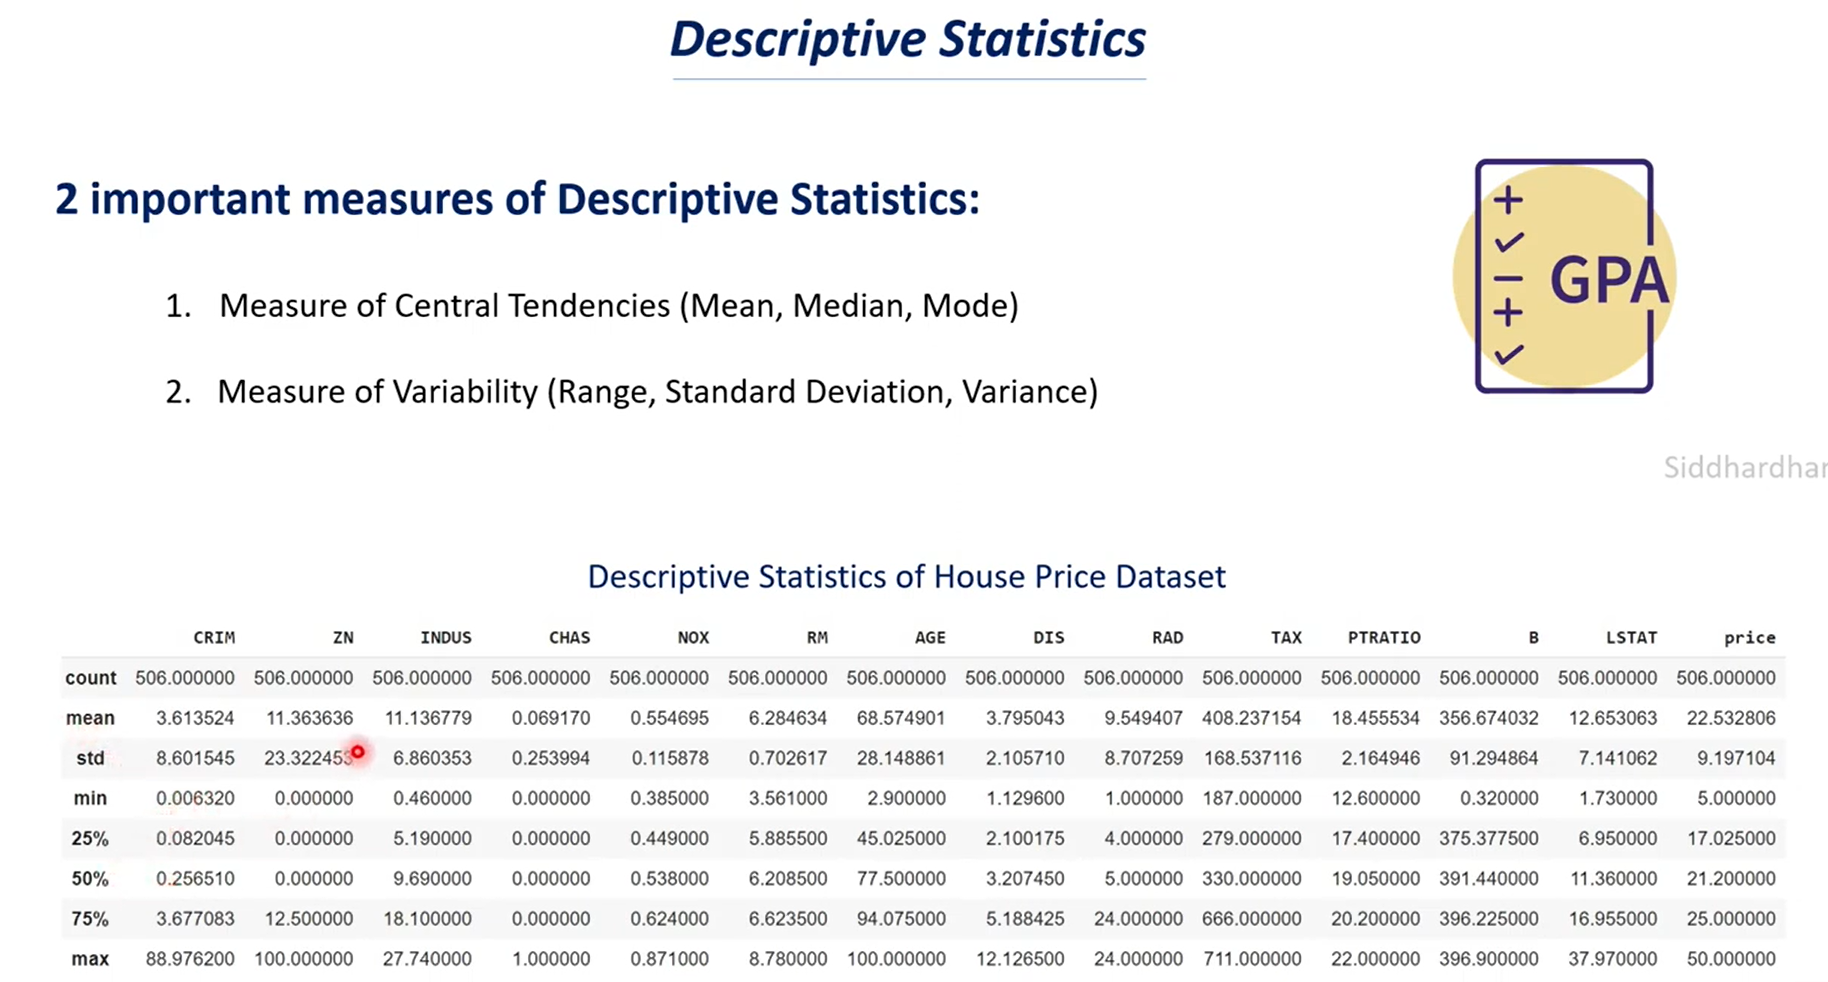 Descriptive Statistics
2 important measures of Descriptive Statistics:
1. Measure of Central Tendencies (Mean, Median, Mode)
2. Measure of Variability (Range, Standard Deviation, Variance)
GPA
Siddhardhar
Descriptive Statistics of House Price Dataset
CRIM ZN INDUS CHAS NOX RM AGE DIS RAD TAX PTRATIO B LSTAT price
count 506.000000 506.000000 506.000000 506.000000 506.000000 506.000000 506.000000 506.000000 506.000000 506.000000 506.000000 506.000000 506.000000 506.000000
mean 3.613524 11.363636 11.136779 0.069170 0.554695 6.284634 68.574901 3.795043 9.549407 408.237154 18.455534 356.674032 12.653063 22.532806
std 8.601545 23.322453 6.860353 0.253994 0.115878 0.702617 28.148861 2.105710 8.707259 168.537116 2.164946 91.294864 7.141062 9.197104
min 0.006320 0.000000 0.460000 0.000000 0.385000 3.561000 2.900000 1.129600 1.000000 187.000000 12.600000 0.320000 1.730000 5.000000
25% 0.082045 0.000000 5.190000 0.000000 0.449000 5.885500 45.025000 2.100175 4.000000 279.000000 17.400000 375.377500 6.950000 17.025000
50% 0.256510 0.000000 9.690000 0.000000 0.538000 6.208500 77.500000 3.207450 5.000000 330.000000 19.050000 391.440000 11.360000 21.200000
75% 3.677083 12.500000 18.100000 0.000000 0.624000 6.623500 94.075000 5.188425 24.000000 666.000000 20.200000 396.225000 16.955000 25.000000
max 88.976200 100.000000 27.740000 1.000000 0.871000 8.780000 100.000000 12.126500 24.000000 711.000000 22.000000 396.900000 37.970000 50.000000